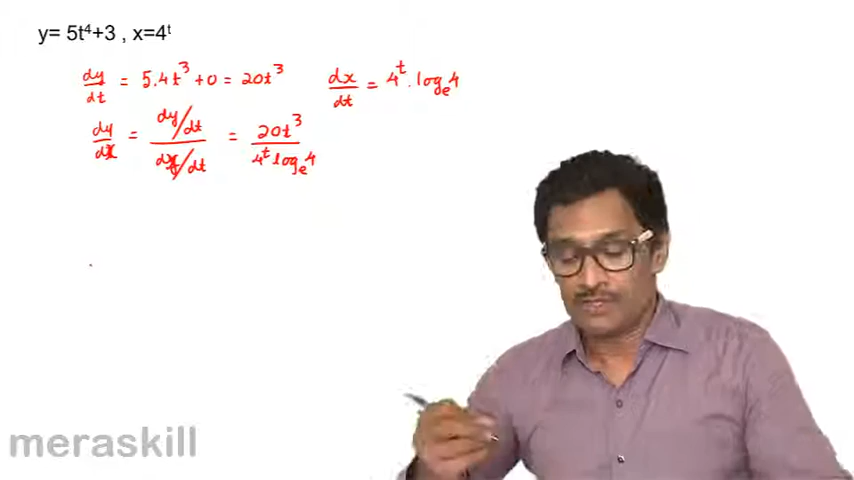 y= 5t⁴+3 , x=4ᵗ
dy/dt = 5.4t³ +0 = 20t³ dx/dt = 4ᵗ . logₑ4
dy/dx = dy/dt / dx/dt = 20t³ / 4ᵗ logₑ4
meraskill